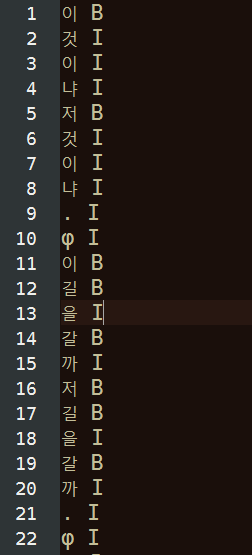 1 이 B
2 것 I
3 이 I
4 냐 I
5 저 B
6 것 I
7 이 I
8 냐 I
9 . I
10 φ I
11 이 B
12 길 B
13 을 I
14 갈 B
15 까 I
16 저 B
17 길 B
18 을 I
19 갈 B
20 까 I
21 . I
22 φ I